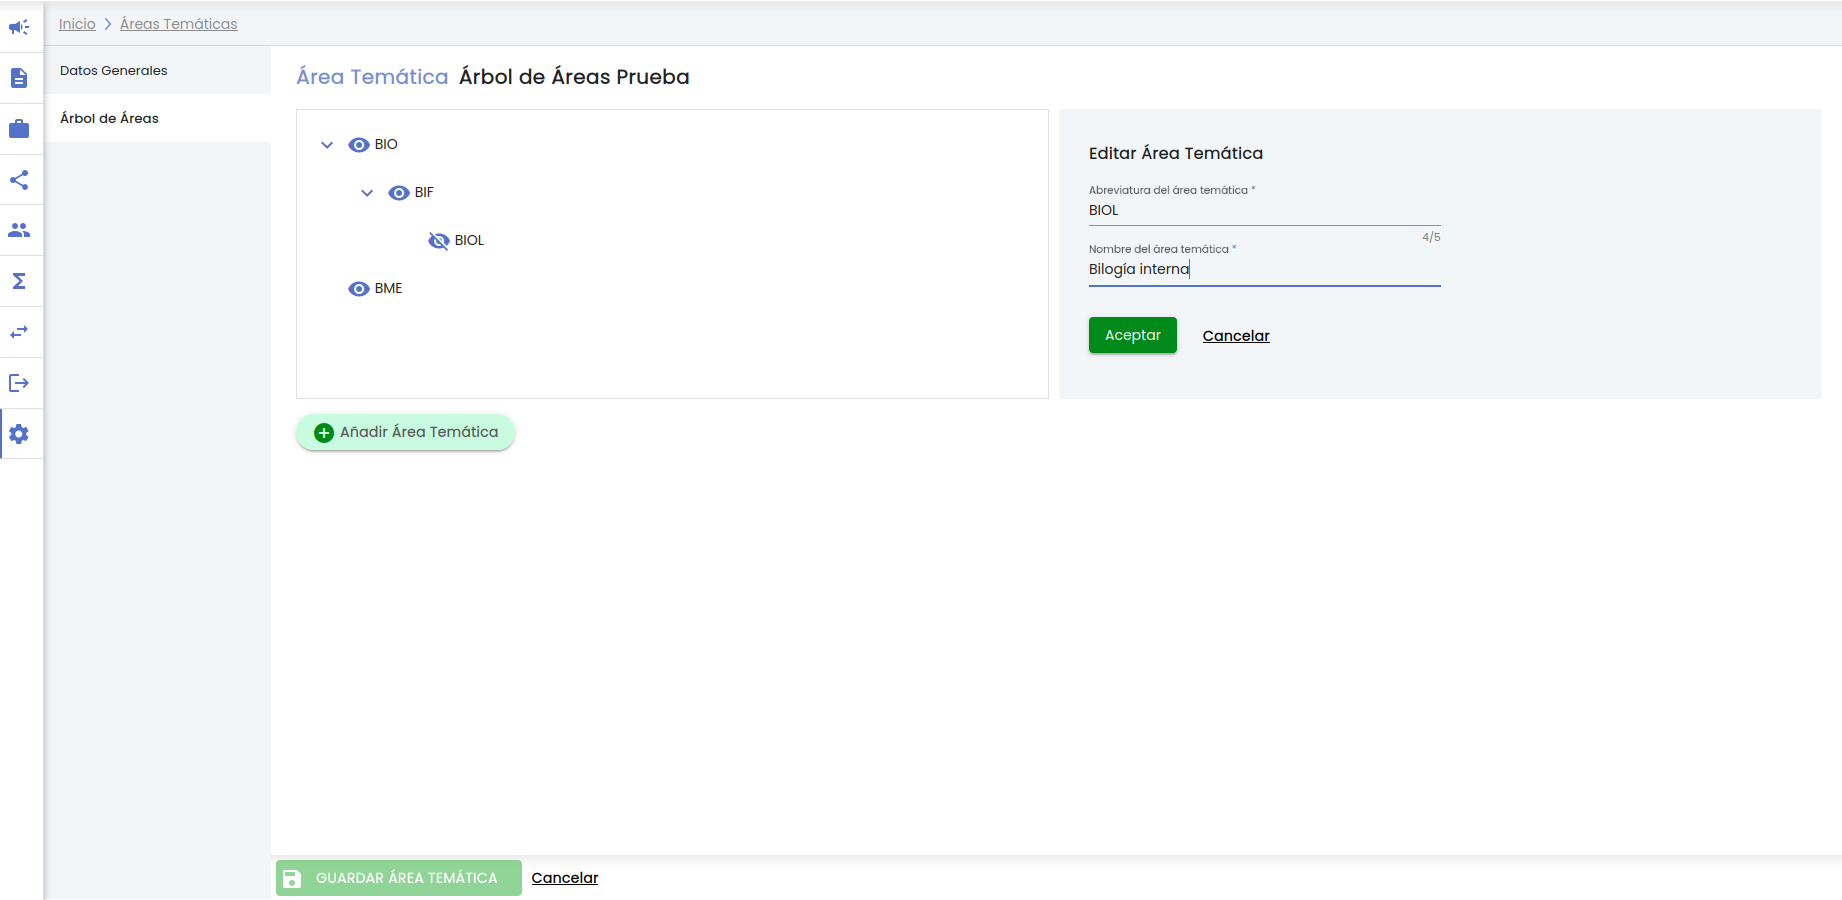 Inicio Áreas Temáticas
Datos Generales
Árbol de Áreas
Área Temática Árbol de Áreas Prueba
BIO
BIF
BIOL
BME
Añadir Área Temática
Editar Área Temática
Abreviatura del área temática *
BIOL
4/5
Nombre del área temática *
Bilogía interna
Aceptar Cancelar
GUARDAR ÁREA TEMÁTICA Cancelar